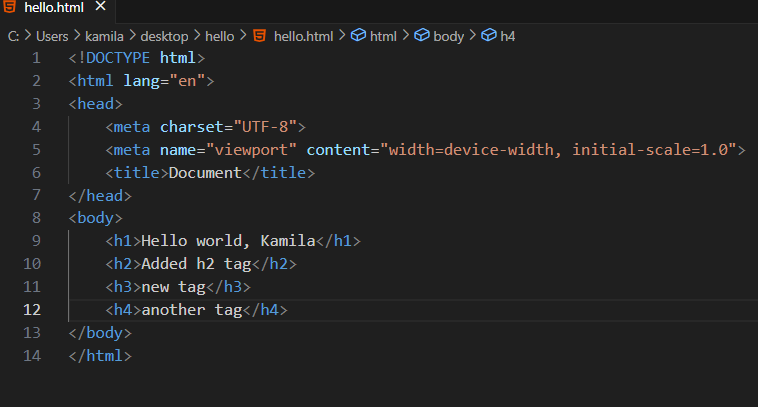 hello.html ×
C: > Users > kamila > desktop > hello > hello.html > html > body > h4
1 <!DOCTYPE html>
2 <html lang="en">
3 <head>
4     <meta charset="UTF-8">
5     <meta name="viewport" content="width=device-width, initial-scale=1.0">
6     <title>Document</title>
7 </head>
8 <body>
9     <h1>Hello world, Kamila</h1>
10     <h2>Added h2 tag</h2>
11     <h3>new tag</h3>
12     <h4>another tag</h4>
13 </body>
14 </html>